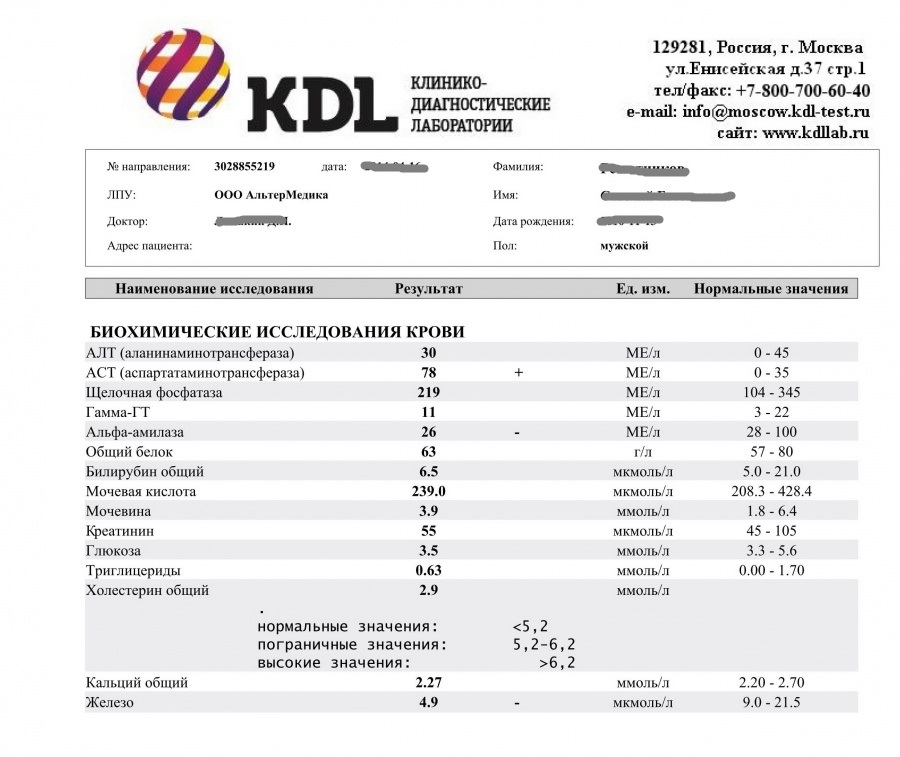 KDL
КЛИНИКО-
ДИАГНОСТИЧЕСКИЕ
ЛАБОРАТОРИИ
129281, Россия, г. Москва
ул.Енисейская д.37 стр.1
тел/факс: +7-800-700-60-40
e-mail: info@moscow.kdl-test.ru
сайт: www.kdllab.ru
№ направления: 3028855219 дата: Фамилия:
ЛПУ: ООО АльтерМедика Имя:
Доктор: Дата рождения:
Адрес пациента: Пол: мужской
Наименование исследования Результат Ед. изм. Нормальные значения
БИОХИМИЧЕСКИЕ ИССЛЕДОВАНИЯ КРОВИ
АЛТ (аланинаминотрансфераза) 30 МЕ/л 0 - 45
АСТ (аспартатаминотрансфераза) 78 + МЕ/л 0 - 35
Щелочная фосфатаза 219 МЕ/л 104 - 345
Гамма-ГТ 11 МЕ/л 3 - 22
Альфа-амилаза 26 - МЕ/л 28 - 100
Общий белок 63 г/л 57 - 80
Билирубин общий 6.5 мкмоль/л 5.0 - 21.0
Мочевая кислота 239.0 мкмоль/л 208.3 - 428.4
Мочевина 3.9 ммоль/л 1.8 - 6.4
Креатинин 55 мкмоль/л 45 - 105
Глюкоза 3.5 ммоль/л 3.3 - 5.6
Триглицериды 0.63 ммоль/л 0.00 - 1.70
Холестерин общий 2.9 ммоль/л
.
нормальные значения: <5,2
пограничные значения: 5,2-6,2
высокие значения: >6,2
Кальций общий 2.27 ммоль/л 2.20 - 2.70
Железо 4.9 - мкмоль/л 9.0 - 21.5